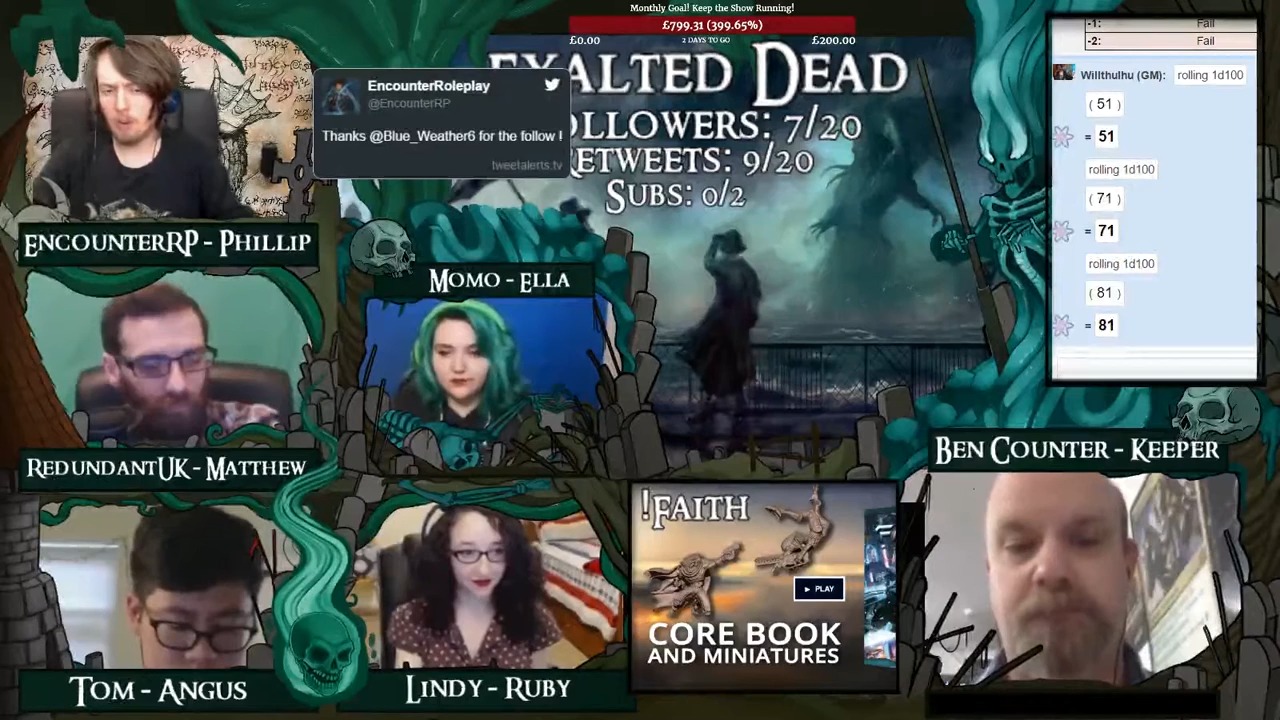 Monthly Goal! Keep the Show Running!
£799.31 (399.65%)
£0.00
2 DAYS TO GO
£200.00
EXALTED DEAD
OLLOWERS: 7/20
RETWEETS: 9/20
SUBS: 0/2
EncounterRoleplay
@EncounterRP
Thanks @Blue_Weather6 for the follow !
tweetalerts.tv
-1: Fail
-2: Fail
Willthulhu (GM): rolling 1d100
( 51 )
= 51
rolling 1d100
( 71 )
= 71
rolling 1d100
( 81 )
= 81
ENCOUNTERRP - PHILLIP
MOMO - ELLA
REDUNDANTUK - MATTHEW
BEN COUNTER - KEEPER
!FAITH
PLAY
CORE BOOK
AND MINIATURES
TOM - ANGUS
LINDY - RUBY